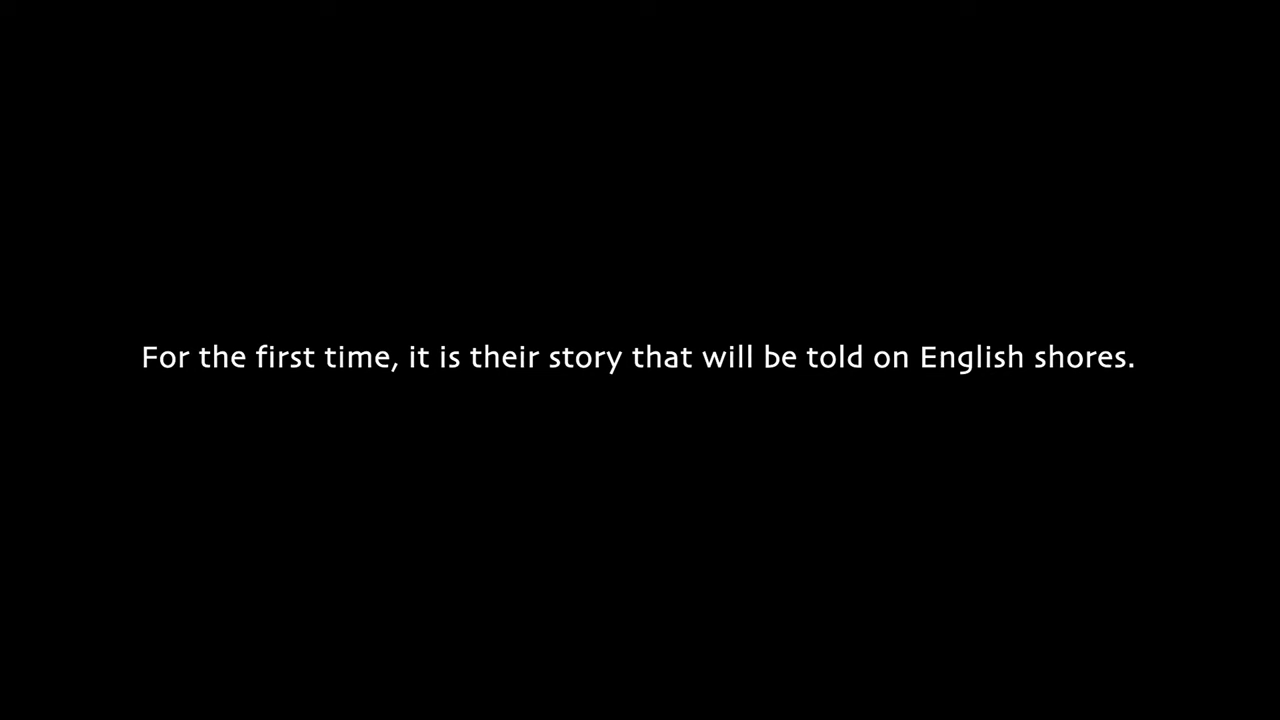 For the first time, it is their story that will be told on English shores.